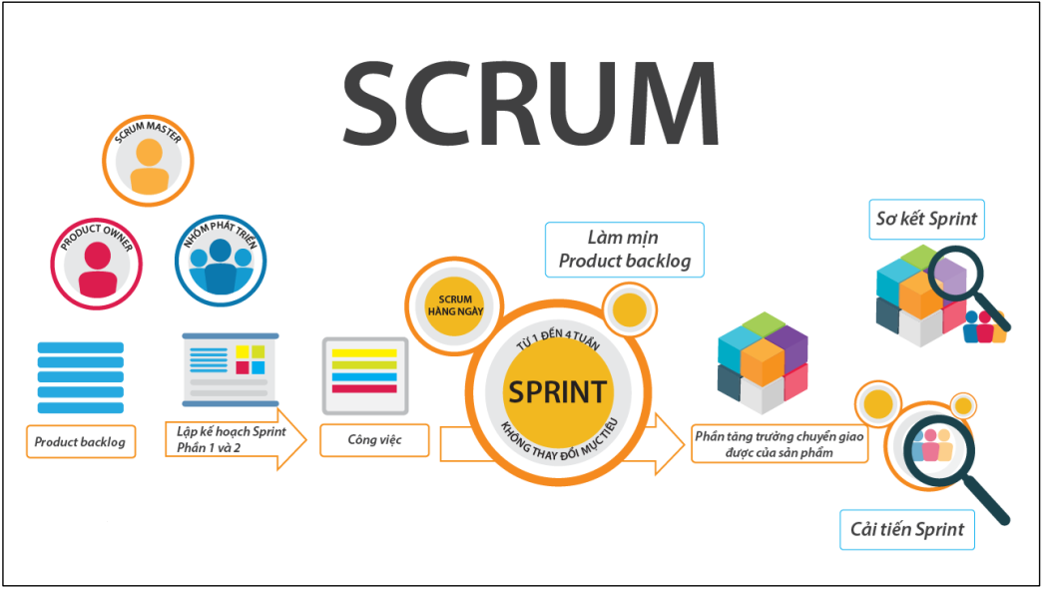 SCRUM
SCRUM MASTER
PRODUCT OWNER
NHÓM PHÁT TRIỂN
Product backlog
Lập kế hoạch Sprint
Phần 1 và 2
Công việc
SCRUM
HÀNG NGÀY
TỪ 1 ĐẾN 4 TUẦN
SPRINT
KHÔNG THAY ĐỔI MỤC TIÊU
Làm mịn
Product backlog
Phần tăng trưởng chuyển giao
được của sản phẩm
Sơ kết Sprint
Cải tiến Sprint